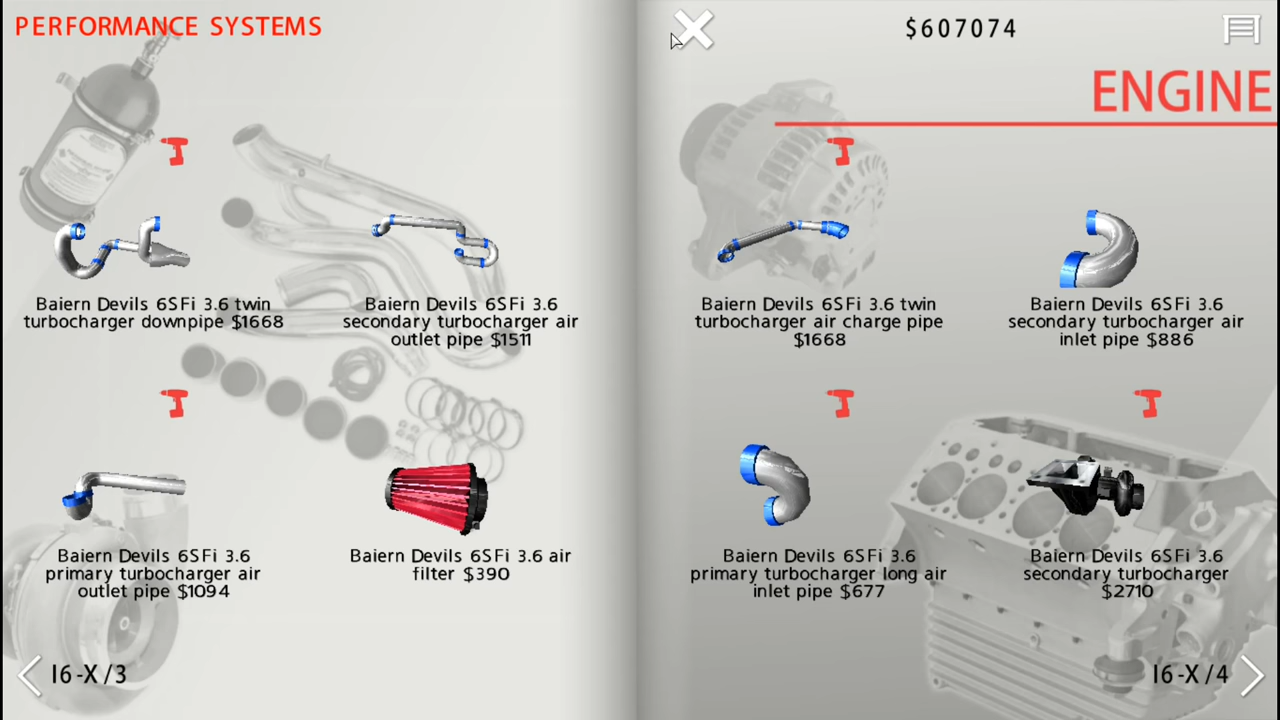 PERFORMANCE SYSTEMS
$607074
ENGINE
Baiern Devils 6SFi 3.6 twin
turbocharger downpipe $1668
Baiern Devils 6SFi 3.6
secondary turbocharger air
outlet pipe $1511
Baiern Devils 6SFi 3.6 twin
turbocharger air charge pipe
$1668
Baiern Devils 6SFi 3.6
secondary turbocharger air
inlet pipe $886
Baiern Devils 6SFi 3.6
primary turbocharger air
outlet pipe $1094
Baiern Devils 6SFi 3.6 air
filter $390
Baiern Devils 6SFi 3.6
primary turbocharger long air
inlet pipe $677
Baiern Devils 6SFi 3.6
secondary turbocharger
$2710
I6-X/3
I6-X/4